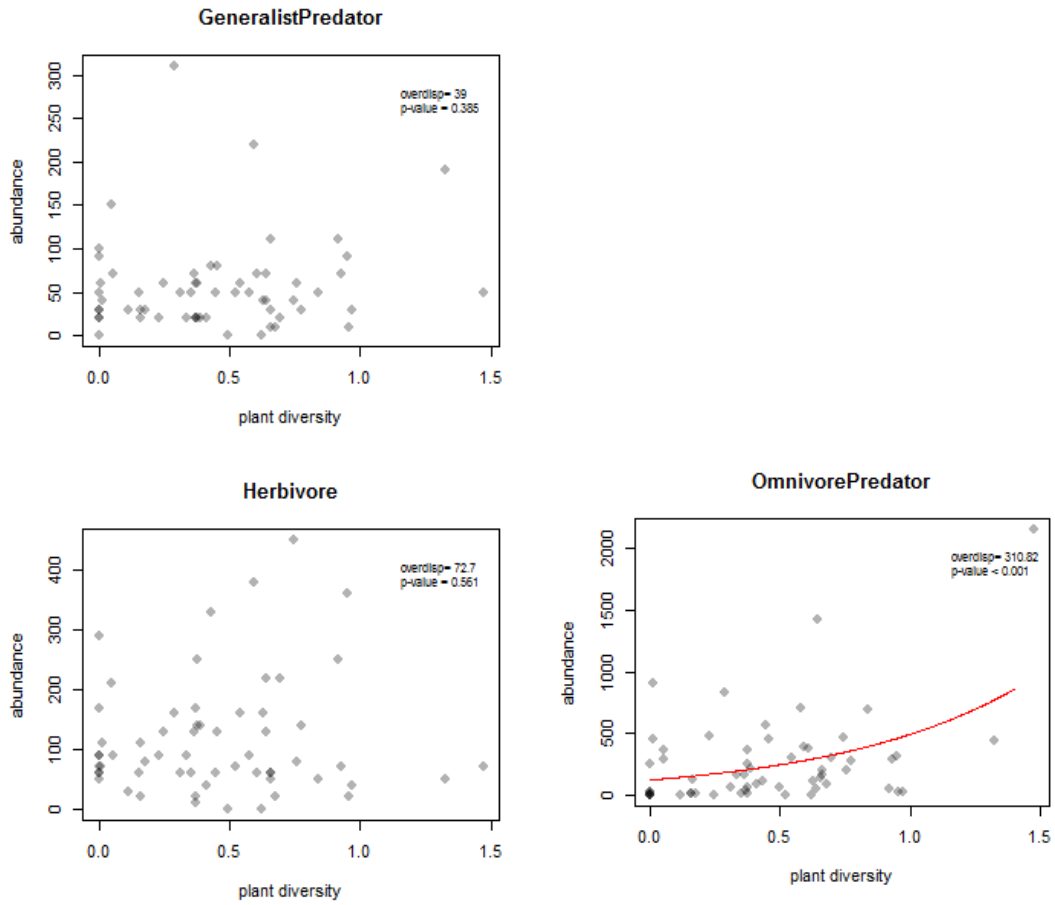 GeneralistPredator
overdisp= 39
p-value = 0.385
300
250
200
150
100
50
0
abundance
0.0 0.5 1.0 1.5
plant diversity
Herbivore
overdisp= 72.7
p-value = 0.561
400
300
200
100
0
abundance
0.0 0.5 1.0 1.5
plant diversity
OmnivorePredator
overdisp= 310.82
p-value < 0.001
2000
1500
1000
500
0
abundance
0.0 0.5 1.0 1.5
plant diversity